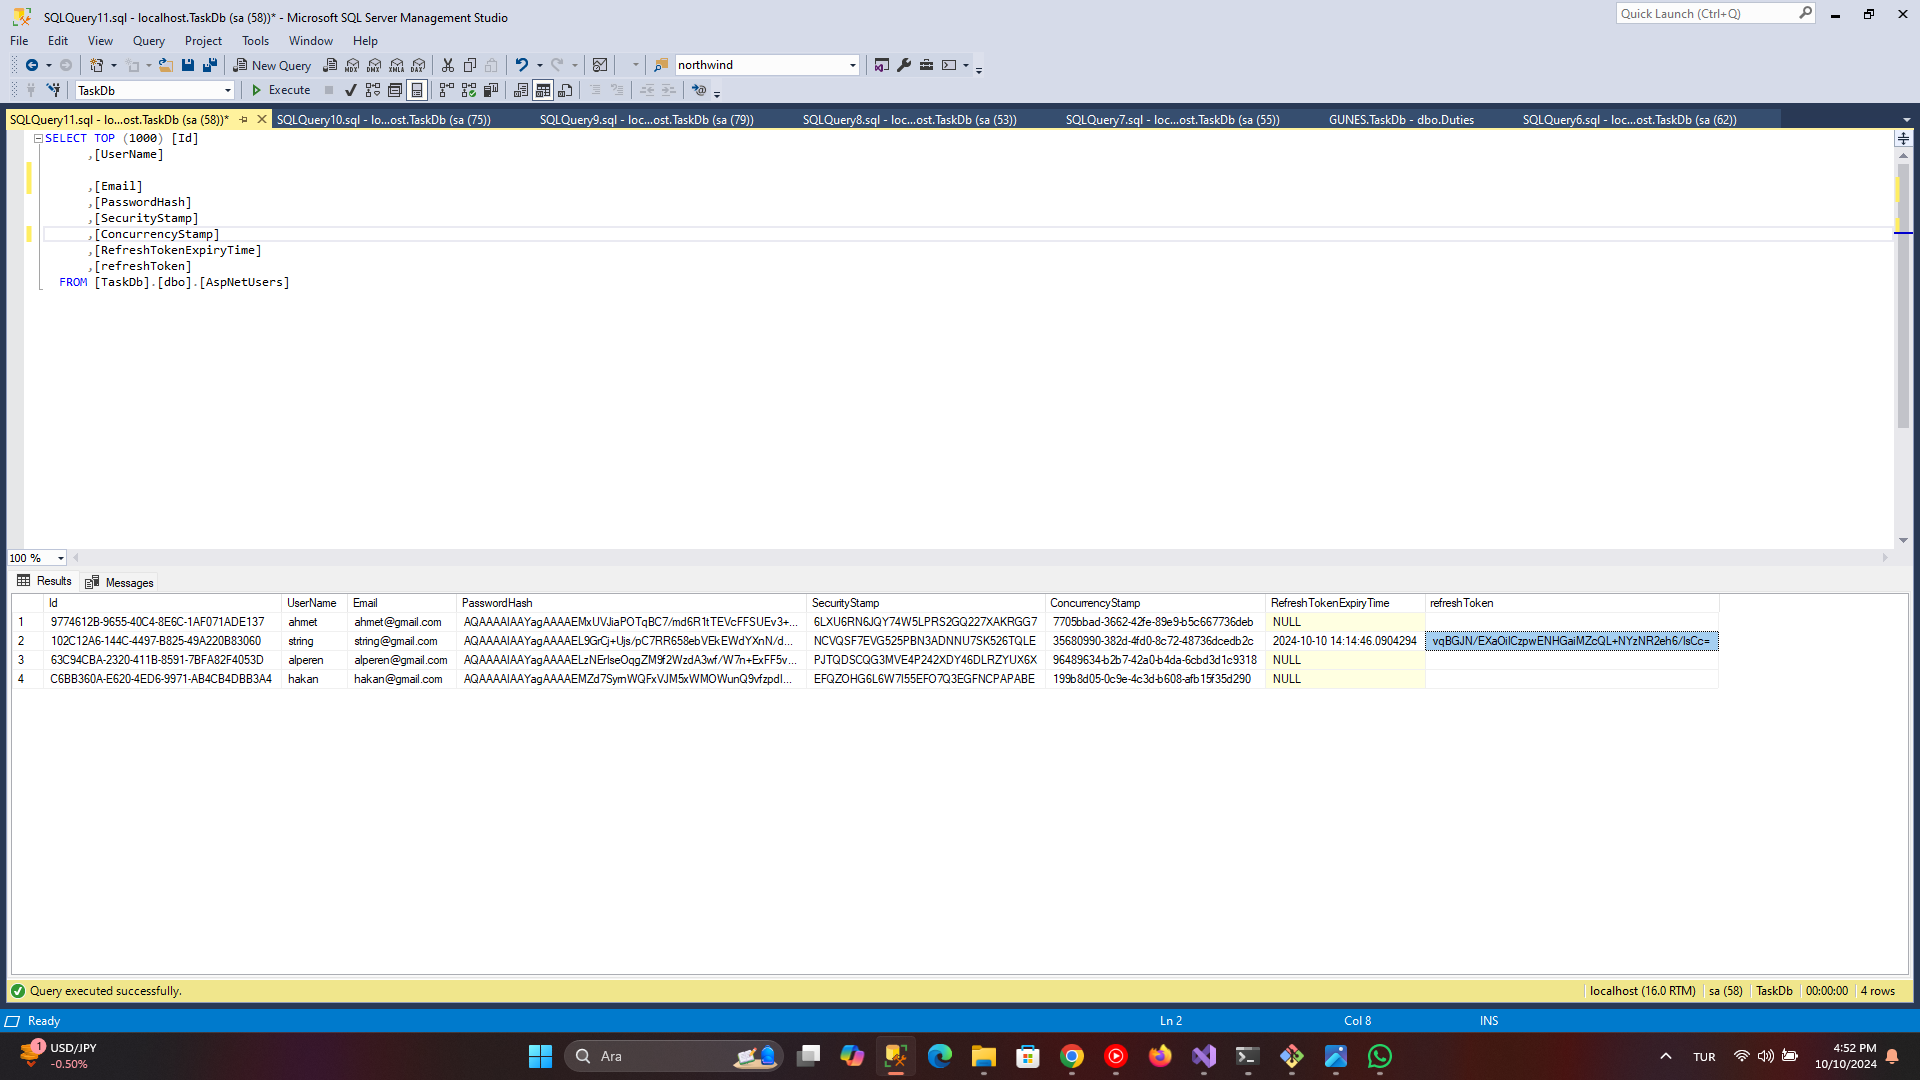 SQLQuery11.sql - localhost.TaskDb (sa (58))* - Microsoft SQL Server Management Studio
Quick Launch (Ctrl+Q)
File Edit View Query Project Tools Window Help
New Query
MDX DMX XMLA DAX
northwind
TaskDb
Execute
SQLQuery11.sql - lo...ost.TaskDb (sa (58))*
SQLQuery10.sql - lo...ost.TaskDb (sa (75))
SQLQuery9.sql - loc...ost.TaskDb (sa (79))
SQLQuery8.sql - loc...ost.TaskDb (sa (53))
SQLQuery7.sql - loc...ost.TaskDb (sa (55))
GUNES.TaskDb - dbo.Duties
SQLQuery6.sql - loc...ost.TaskDb (sa (62))
SELECT TOP (1000) [Id]
,[UserName]
,[Email]
,[PasswordHash]
,[SecurityStamp]
,[ConcurrencyStamp]
,[RefreshTokenExpiryTime]
,[refreshToken]
FROM [TaskDb].[dbo].[AspNetUsers]
100 %
Results Messages
Id UserName Email PasswordHash SecurityStamp ConcurrencyStamp RefreshTokenExpiryTime refreshToken
1 9774612B-9655-40C4-8E6C-1AF071ADE137 ahmet ahmet@gmail.com AQAAAAIAAYagAAAAEMxUVJiaPOTqBC7/md6R1tTEVcFFSUEv3+... 6LXU6RN6JQY74W5LPRS2GQ227XAKRGG7 7705bbad-3662-42fe-89e9-b5c667736deb NULL
2 102C12A6-144C-4497-B825-49A220B83060 string string@gmail.com AQAAAAIAAYagAAAAEL9GrCj+Ujs/pC7RR658ebVEkEWdYXnN/d... NCVQSF7EVG525PBN3ADNNU7SK526TQLE 35680990-382d-4fd0-8c72-48736dcedb2c 2024-10-10 14:14:46.0904294 vqBGJN/EXaOilCzpwENHGaiMZcQL+NYzNR2eh6/IsCc=
3 63C94CBA-2320-411B-8591-7BFA82F4053D alperen alperen@gmail.com AQAAAAIAAYagAAAAELzNErlseOqgZM9f2WzdA3wf/W7n+ExFF5v... PJTQDSCQG3MVE4P242XDY46DLRZYUX6X 96489634-b2b7-42a0-b4da-6cbd3d1c9318 NULL
4 C6BB360A-E620-4ED6-9971-AB4CB4DBB3A4 hakan hakan@gmail.com AQAAAAIAAYagAAAAEMZd7SymWQFxVJM5xWMOWunQ9vfzpdl... EFQZOHG6L6W7I55EFO7Q3EGFNCPAPABE 199b8d05-0c9e-4c3d-b608-afb15f35d290 NULL
Query executed successfully.
localhost (16.0 RTM) sa (58) TaskDb 00:00:00 4 rows
Ready
Ln 2 Col 8 INS
1
USD/JPY
-0.50%
Ara
TUR
4:52 PM
10/10/2024